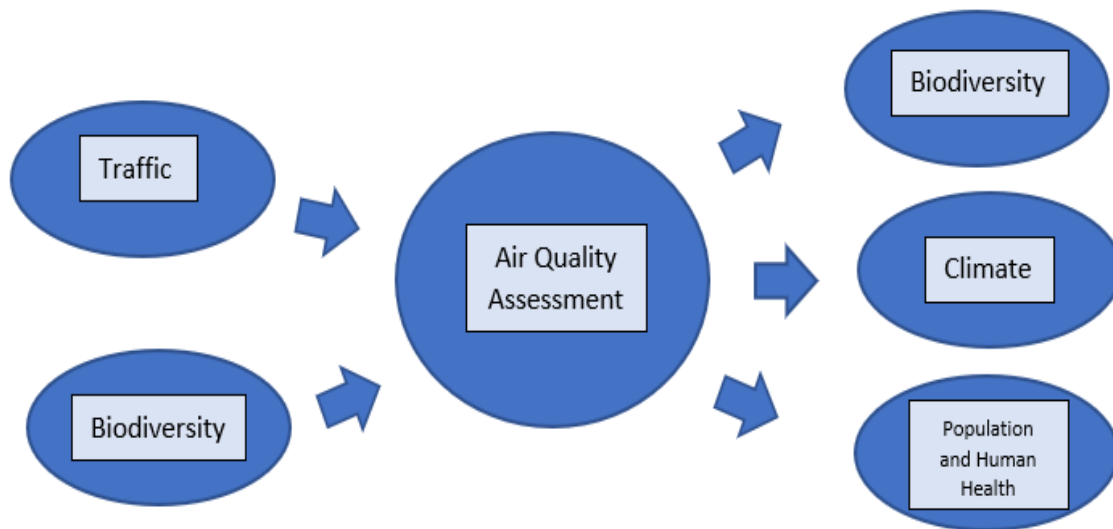 Traffic
Biodiversity
Air Quality
Assessment
Biodiversity
Climate
Population
and Human
Health